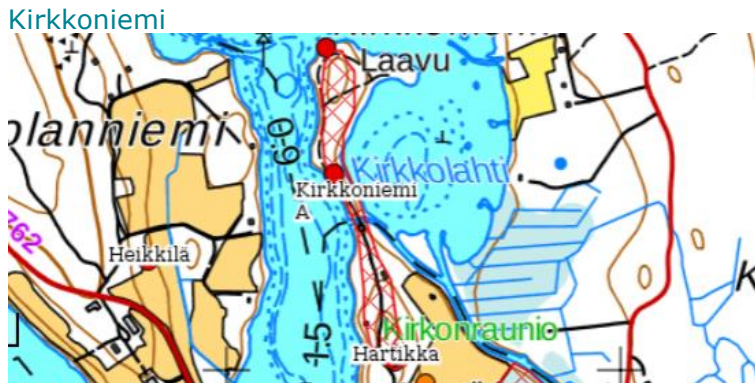 Kirkkoniemi
Laavu
olanniemi
6.0
Kirkkolahti
Kirkkoniemi
A
762
Heikkilä
1.5
Kirkonraunio
Hartikka
K